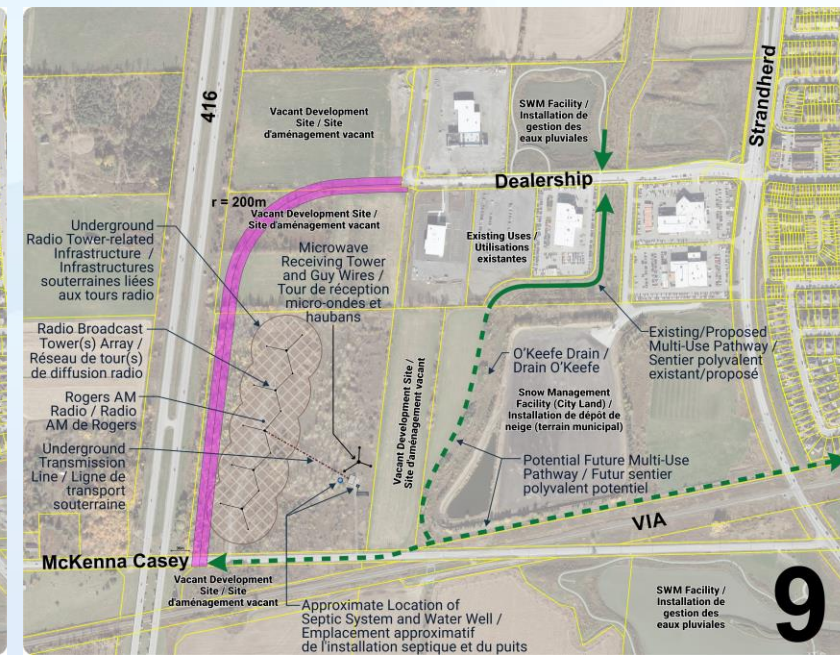 416
Strandherd
Vacant Development
Site / Site
d'aménagement vacant
SWM Facility /
Installation de
gestion des
eaux pluviales
Dealership
r = 200m
Vacant Development Site /
Site d'aménagement vacant
Existing Uses /
Utilisations
existantes
Underground
Radio Tower-related
Infrastructure /
Infrastructures
souterraines liées
aux tours radio
Microwave
Receiving Tower
and Guy Wires /
Tour de réception
micro-ondes et
haubans
Radio Broadcast
Tower(s) Array /
Réseau de tour(s)
de diffusion radio
Rogers AM
Radio / Radio
AM de Rogers
Underground
Transmission
Line / Ligne de
transport
souterraine
Vacant Development Site /
Site d'aménagement vacant
O'Keefe Drain /
Drain O'Keefe
Existing/Proposed
Multi-Use Pathway /
Sentier polyvalent
existant/proposé
Snow Management
Facility (City Land) /
Installation de dépôt de
neige (terrain municipal)
Potential Future Multi-Use
Pathway / Futur sentier
polyvalent potentiel
VIA
McKenna Casey
Vacant Development
Site / Site
d'aménagement vacant
Approximate Location of
Septic System and Water Well /
Emplacement approximatif
de l'installation septique et du puits
SWM Facility /
Installation de
gestion des
eaux pluviales
9